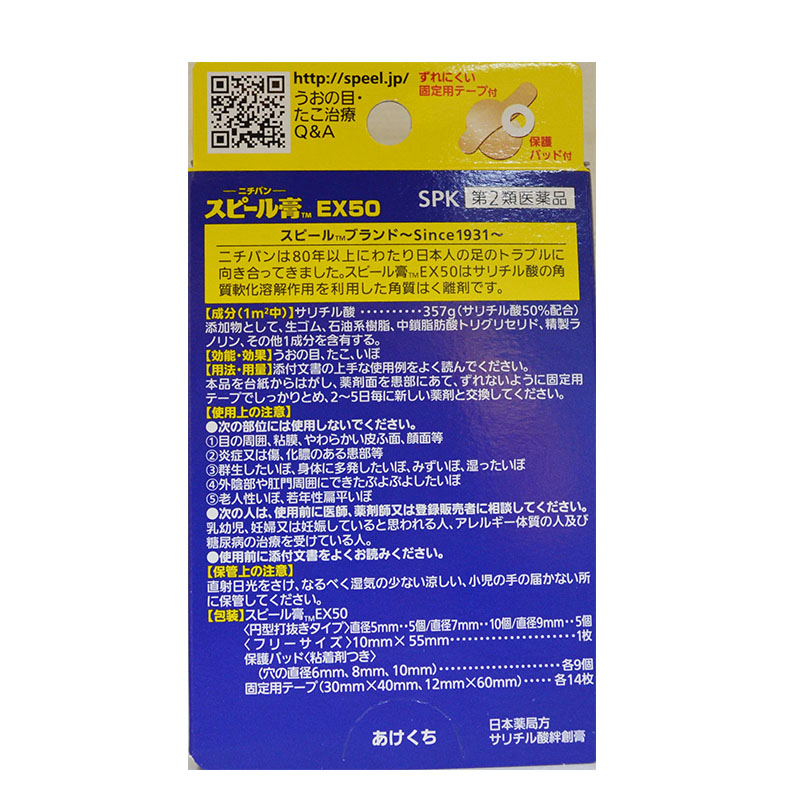 http://speel.jp/
うおの目・
たこ治療
Q&A
ずれにくい
固定用テープ付
保護
パッド付
ニチバン
スピール膏™ EX50
SPK 第2類医薬品
スピール™ブランド〜Since1931〜
ニチバンは80年以上にわたり日本人の足のトラブルに
向き合ってきました。スピール膏™EX50はサリチル酸の角
質軟化溶解作用を利用した角質はく離剤です。
【成分(1m²中)】サリチル酸 ‥‥‥‥‥357g(サリチル酸50%配合)
添加物として、生ゴム、石油系樹脂、中鎖脂肪酸トリグリセリド、精製ラ
ノリン、その他1成分を含有する。
【効能・効果】うおの目、たこ、いぼ
【用法・用量】添付文書の上手な使用例をよく読んでください。
本品を台紙からはがし、薬剤面を患部にあて、ずれないように固定用
テープでしっかりとめ、2〜5日毎に新しい薬剤と交換してください。
【使用上の注意】
●次の部位には使用しないでください。
①目の周囲、粘膜、やわらかい皮ふ面、顔面等
②炎症又は傷、化膿のある患部等
③群生したいぼ、身体に多発したいぼ、みずいぼ、湿ったいぼ
④外陰部や肛門周囲にできたぷよぷよしたいぼ
⑤老人性いぼ、若年性扁平いぼ
●次の人は、使用前に医師、薬剤師又は登録販売者に相談してください。
乳幼児、妊婦又は妊娠していると思われる人、アレルギー体質の人及び
糖尿病の治療を受けている人。
●使用前に添付文書をよくお読みください。
【保管上の注意】
直射日光をさけ、なるべく湿気の少ない涼しい、小児の手の届かない所
に保管してください。
【包装】スピール膏™EX50
〈円型打抜きタイプ〉直径5mm‥5個/直径7mm‥10個/直径9mm‥5個
〈フリーサイズ〉10mm×55mm‥‥‥‥‥‥‥‥1枚
保護パッド〈粘着剤つき〉
(穴の直径6mm、8mm、10mm)‥‥‥‥‥‥各9個
固定用テープ(30mm×40mm、12mm×60mm)‥‥‥各14枚
あけくち
日本薬局方
サリチル酸絆創膏